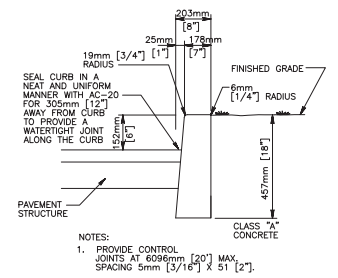 203mm
[8"]
25mm
[1"]
178mm
[7"]
19mm [3/4"]
RADIUS
FINISHED GRADE
SEAL CURB IN A
NEAT AND UNIFORM
MANNER WITH AC-20
FOR 305mm [12"]
AWAY FROM CURB
TO PROVIDE A
WATERTIGHT JOINT
ALONG THE CURB
6mm
[1/4"] RADIUS
152mm
[6"]
457mm [18"]
PAVEMENT
STRUCTURE
CLASS "A"
CONCRETE
NOTES:
1. PROVIDE CONTROL
JOINTS AT 6096mm [20'] MAX,
SPACING 5mm [3/16"] X 51 [2"].